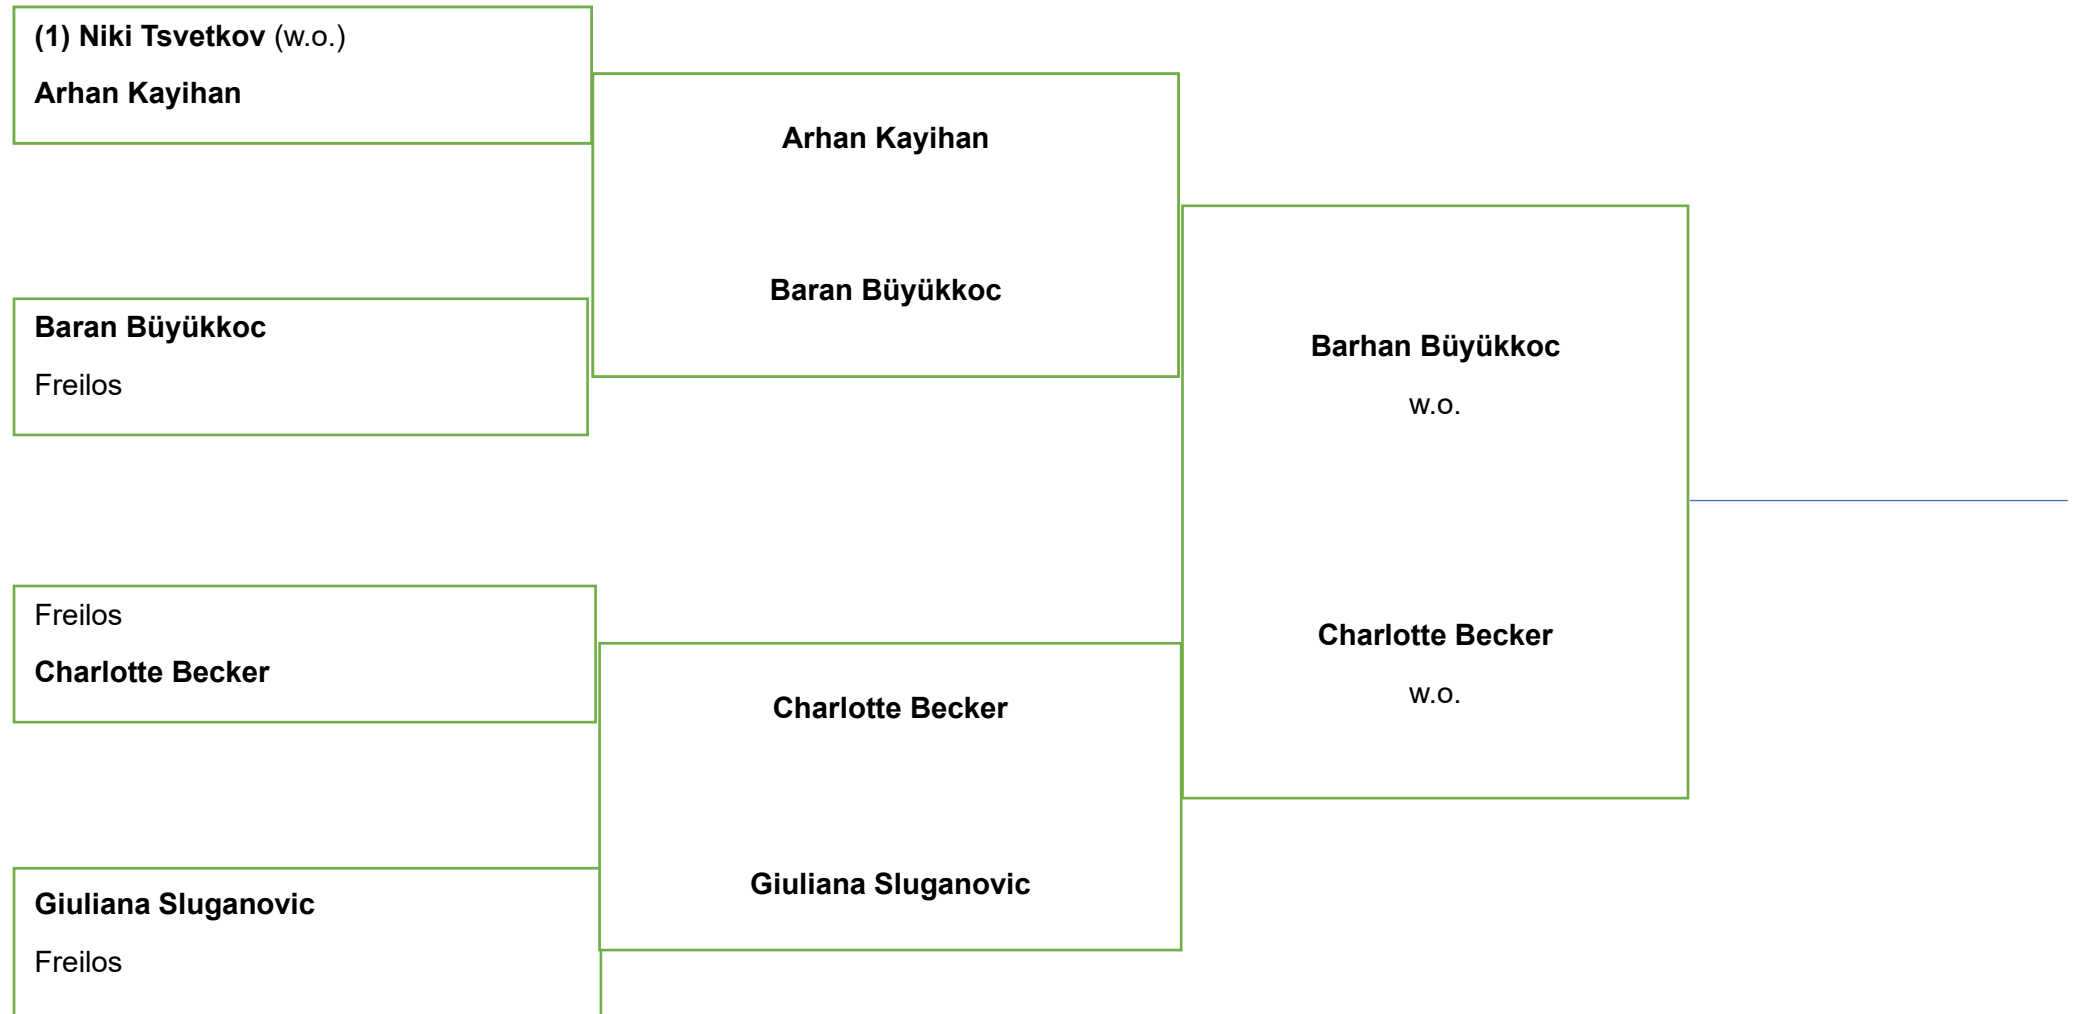 (1) Niki Tsvetkov (w.o.)
Arhan Kayihan
Baran Büyükkoc
Freilos
Freilos
Charlotte Becker
Giuliana Sluganovic
Freilos
Arhan Kayihan
Baran Büyükkoc
Charlotte Becker
Giuliana Sluganovic
Barhan Büyükkoc
w.o.
Charlotte Becker
w.o.